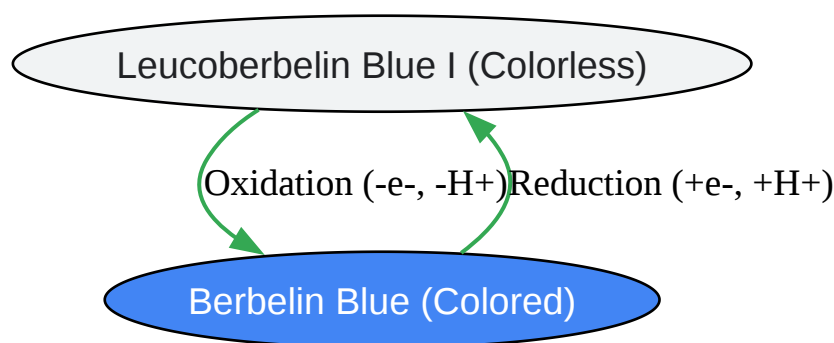 Leucoberbelin Blue I (Colorless)
Oxidation (-e-, -H+)
Reduction (+e-, +H+)
Berbelin Blue (Colored)